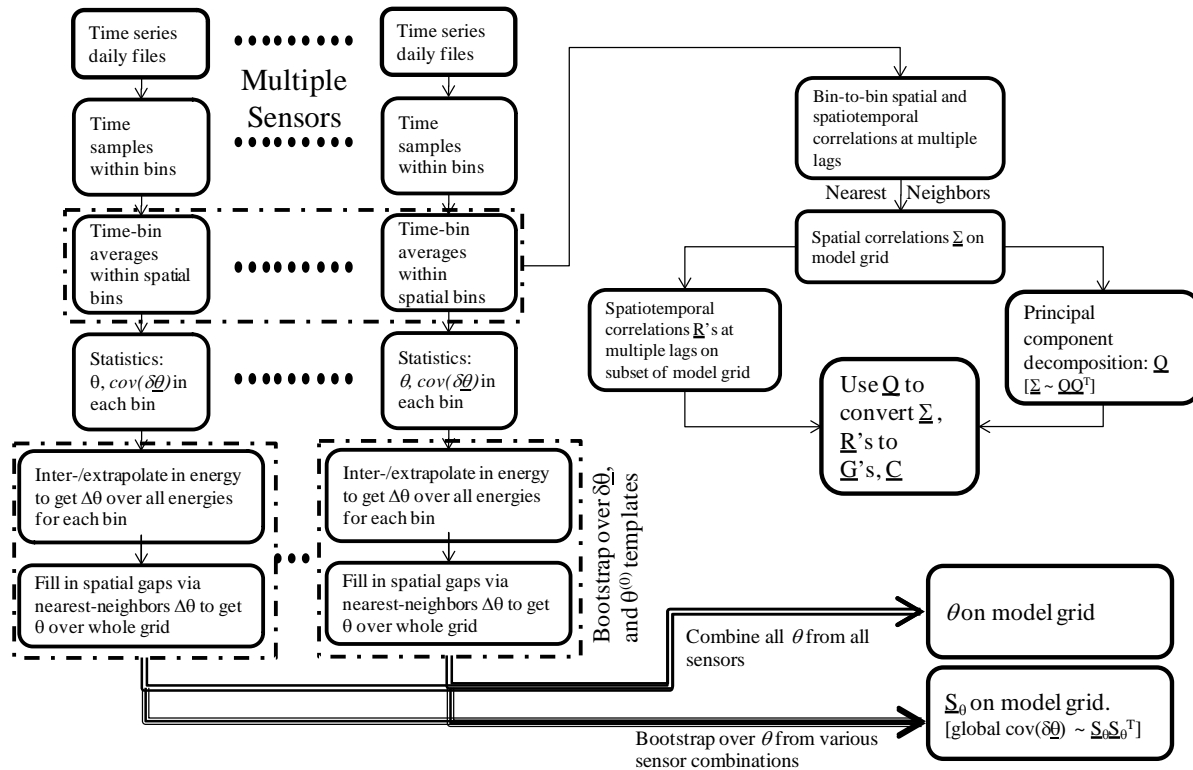 Time series
daily files
Time
samples
within bins
Time-bin
averages
within spatial
bins
Statistics:
θ, cov(δθ) in
each bin
Inter-/extrapolate in energy
to get Δθ over all energies
for each bin
Fill in spatial gaps via
nearest-neighbors Δθ to get
θ over whole grid
Multiple
Sensors
Time series
daily files
Time
samples
within bins
Time-bin
averages
within
spatial bins
Statistics:
θ, cov(δθ) in
each bin
Inter-/extrapolate in energy
to get Δθ over all energies
for each bin
Fill in spatial gaps via
nearest-neighbors Δθ to get
θ over whole grid
Bootstrap over δθ,
and θ⁽⁰⁾ templates
Bin-to-bin spatial and
spatiotemporal
correlations at multiple
lags
Nearest Neighbors
Spatial correlations Σ on
model grid
Spatiotemporal
correlations R's at
multiple lags on
subset of model grid
Principal
component
decomposition: Q
[Σ ~ QQᵀ]
Use Q to
convert Σ ,
R's to
G's, C
Combine all θ from all
sensors
θ on model grid
Bootstrap over θ from various
sensor combinations
S_θ on model grid.
[global cov(δθ) ~ S_θS_θᵀ]